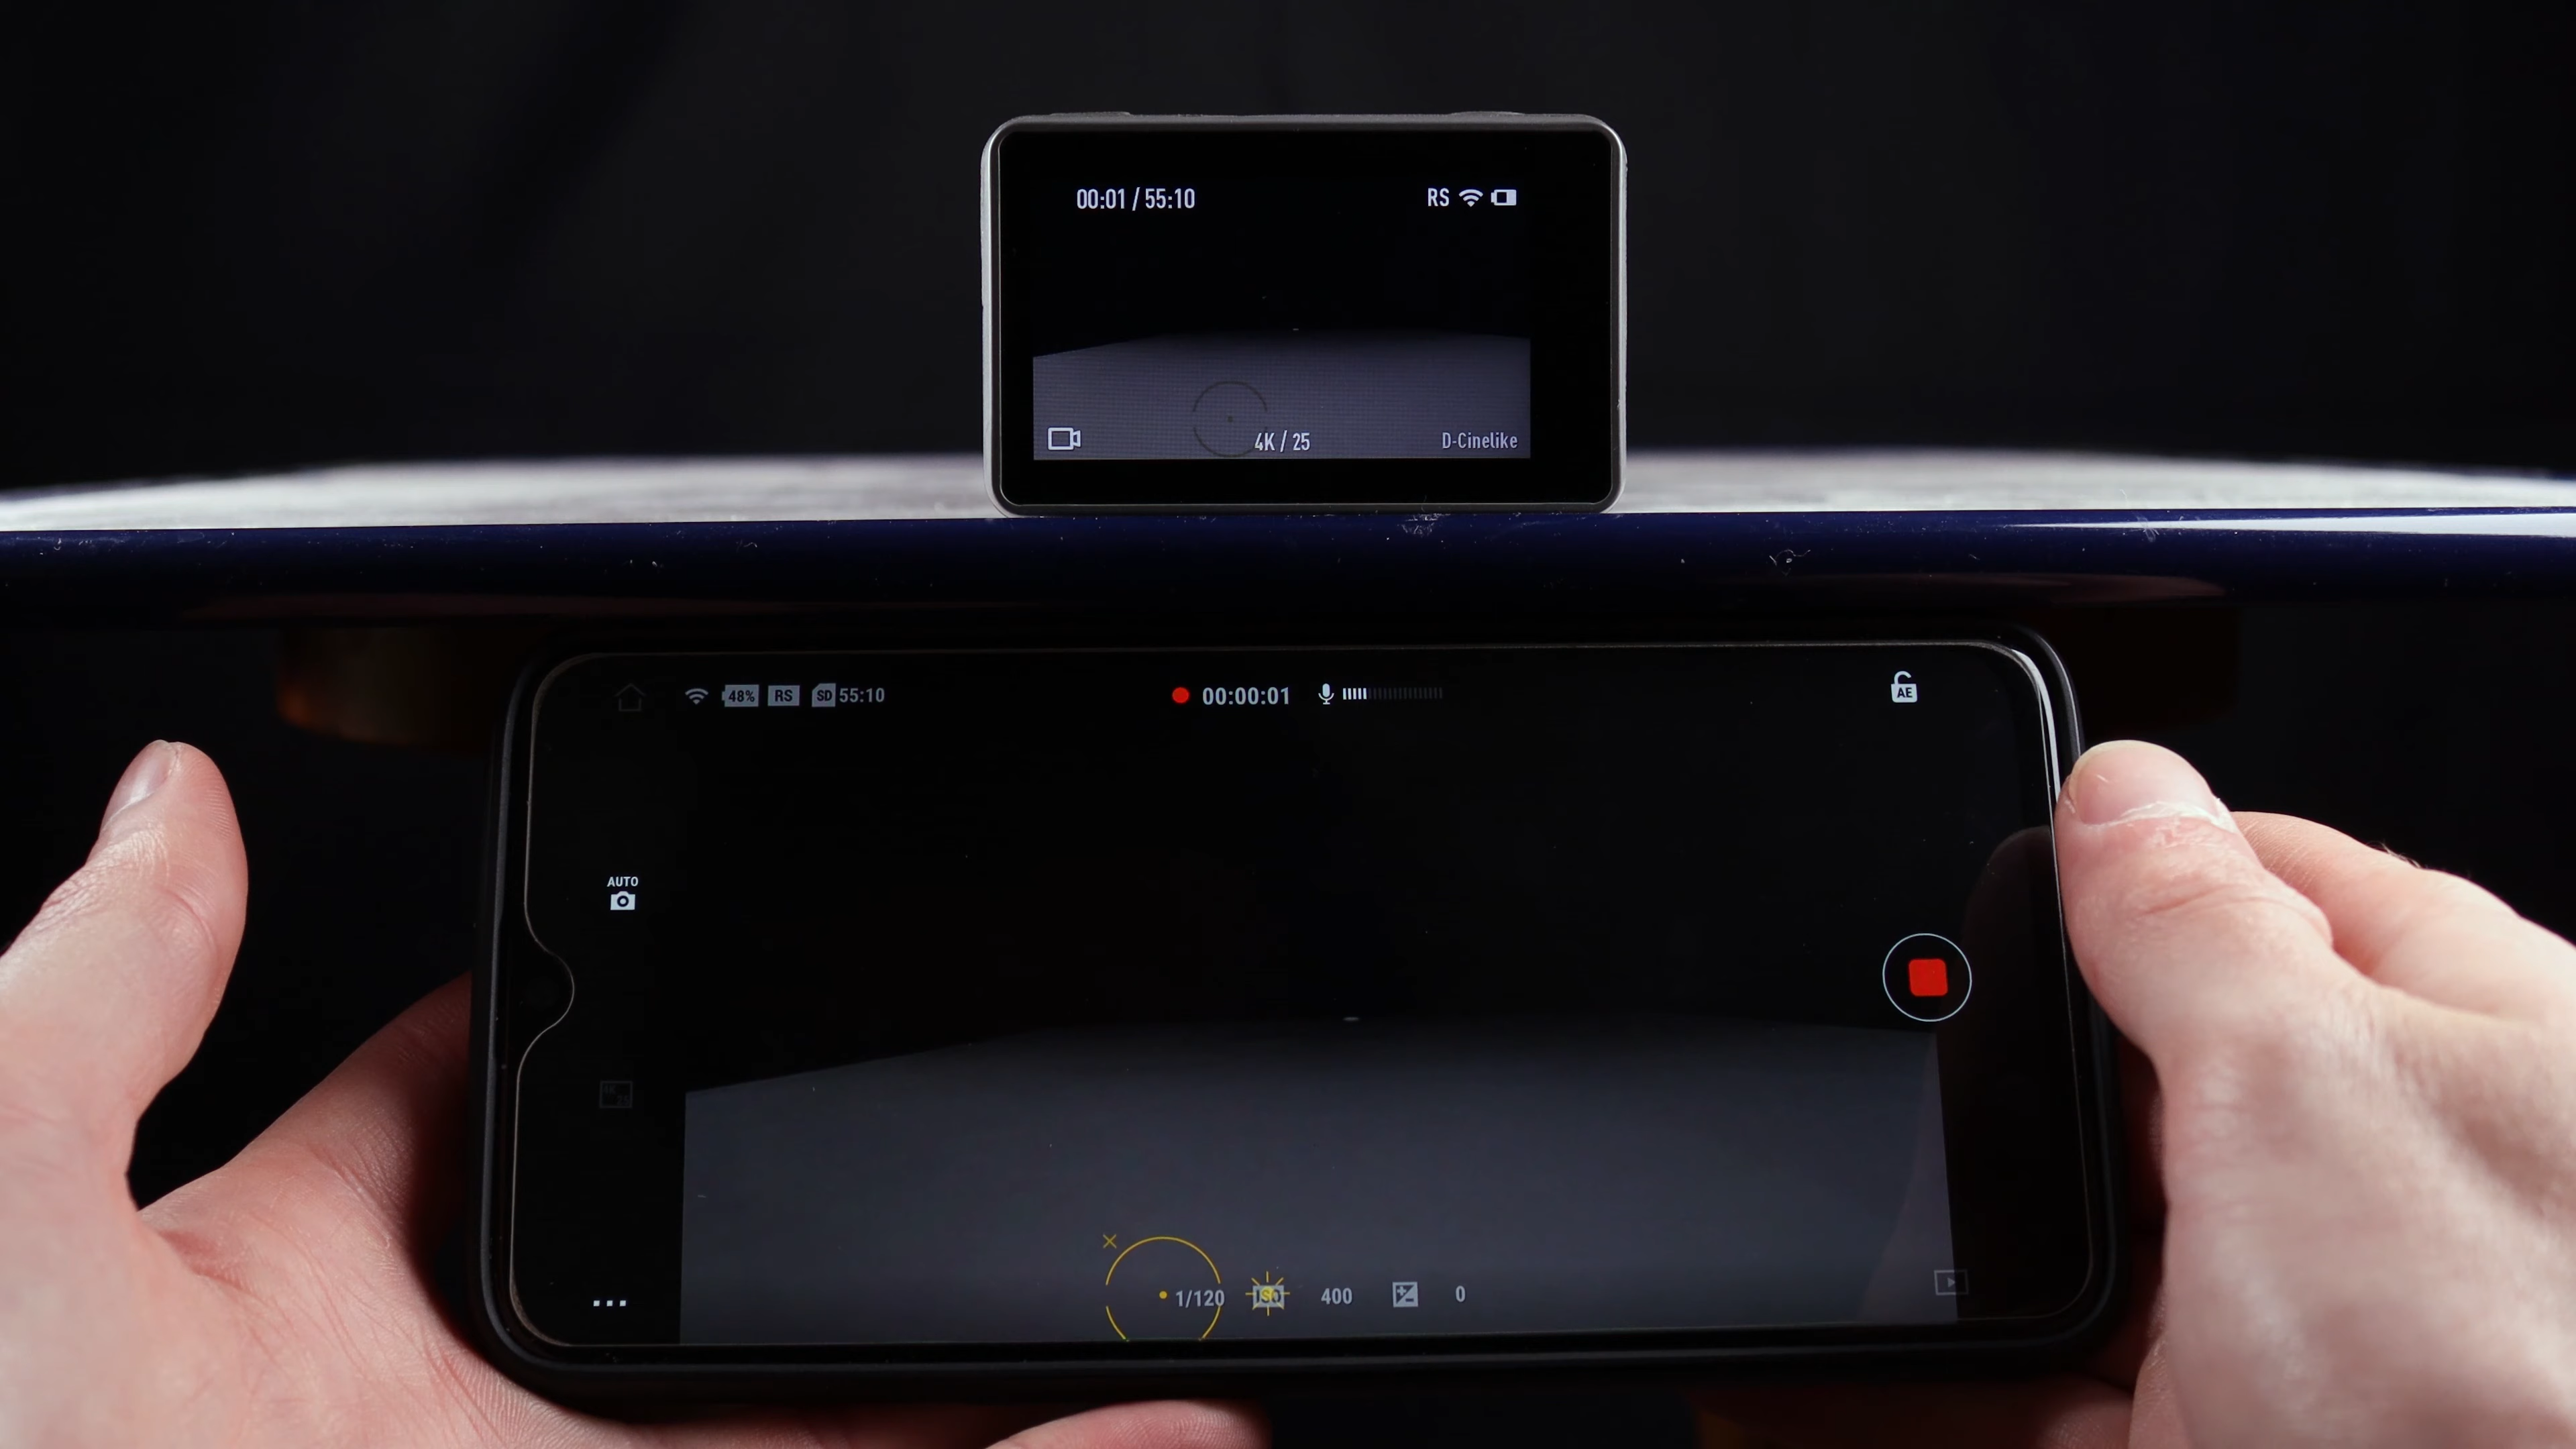 00:01 / 55:10 RS
4K / 25 D-Cinelike
48% RS SD 55:10 00:00:01 AE
AUTO
1/120 ISO 400 0